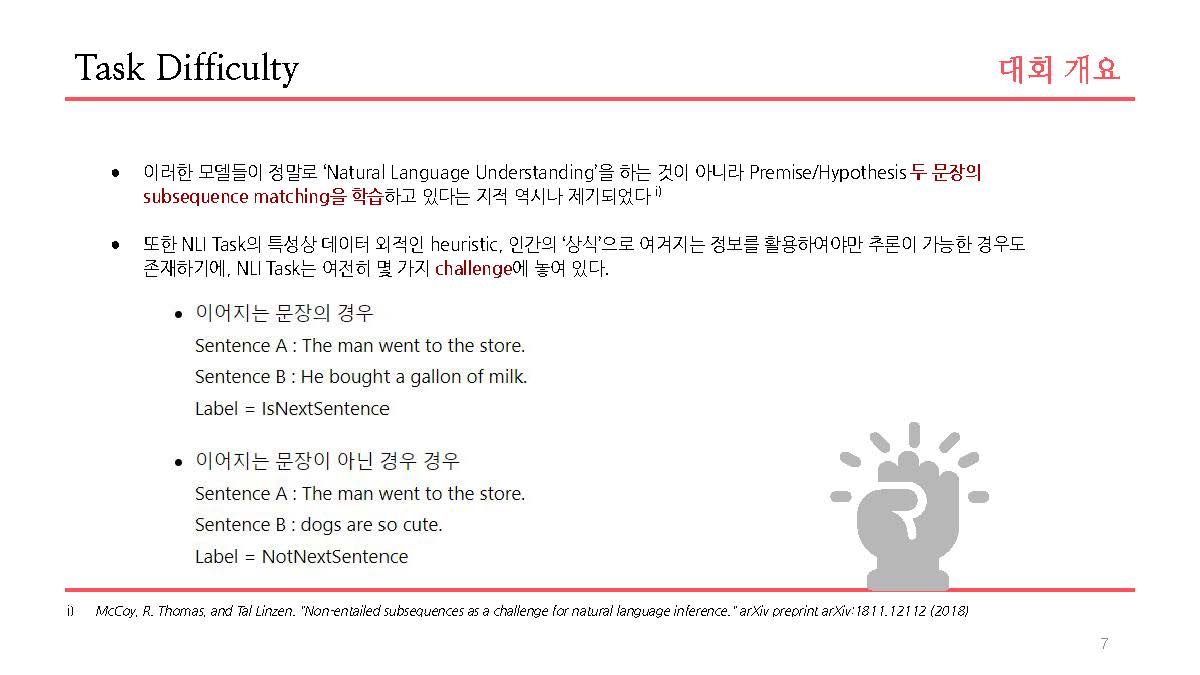 Task Difficulty
대회 개요
● 이러한 모델들이 정말로 ‘Natural Language Understanding’을 하는 것이 아니라 Premise/Hypothesis 두 문장의
subsequence matching을 학습하고 있다는 지적 역시나 제기되었다 i)
● 또한 NLI Task의 특성상 데이터 외적인 heuristic, 인간의 ‘상식’으로 여겨지는 정보를 활용하여야만 추론이 가능한 경우도
존재하기에, NLI Task는 여전히 몇 가지 challenge에 놓여 있다.
• 이어지는 문장의 경우
Sentence A : The man went to the store.
Sentence B : He bought a gallon of milk.
Label = IsNextSentence
• 이어지는 문장이 아닌 경우 경우
Sentence A : The man went to the store.
Sentence B : dogs are so cute.
Label = NotNextSentence
i) McCoy, R. Thomas, and Tal Linzen. "Non-entailed subsequences as a challenge for natural language inference." arXiv preprint arXiv:1811.12112 (2018)
7